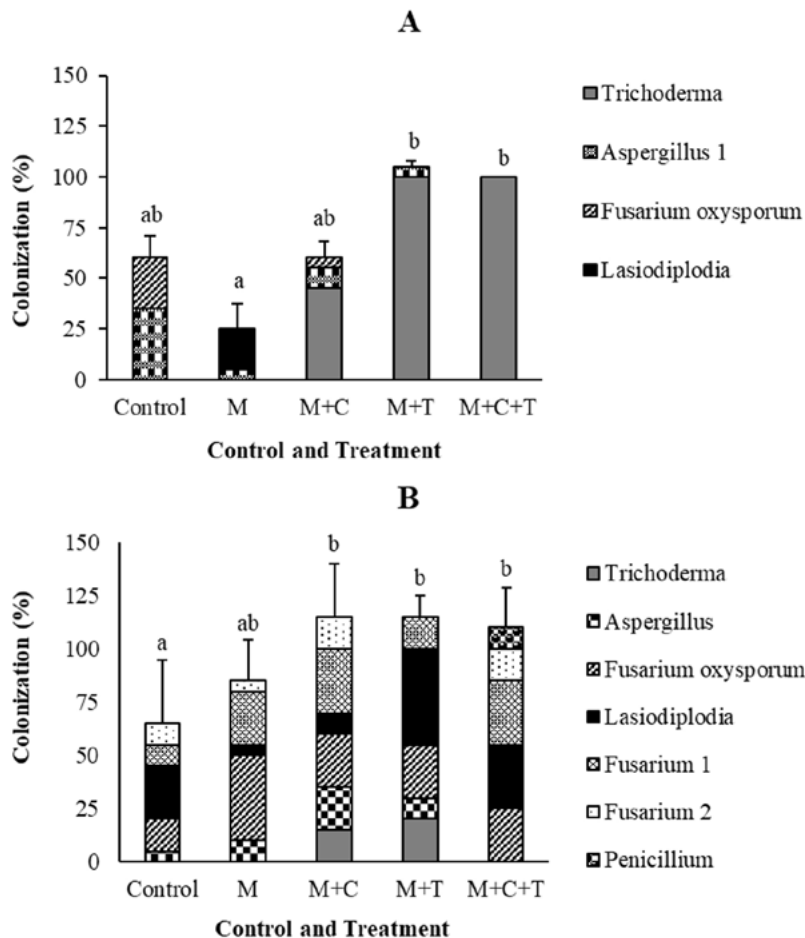 A
150
125
100
75
50
25
0
Colonization (%)
ab
a
ab
b
b
Control M M+C M+T M+C+T
Control and Treatment
Trichoderma
Aspergillus 1
Fusarium oxysporum
Lasiodiplodia
B
150
125
100
75
50
25
0
Colonization (%)
a
ab
b
b
b
Control M M+C M+T M+C+T
Control and Treatment
Trichoderma
Aspergillus
Fusarium oxysporum
Lasiodiplodia
Fusarium 1
Fusarium 2
Penicillium